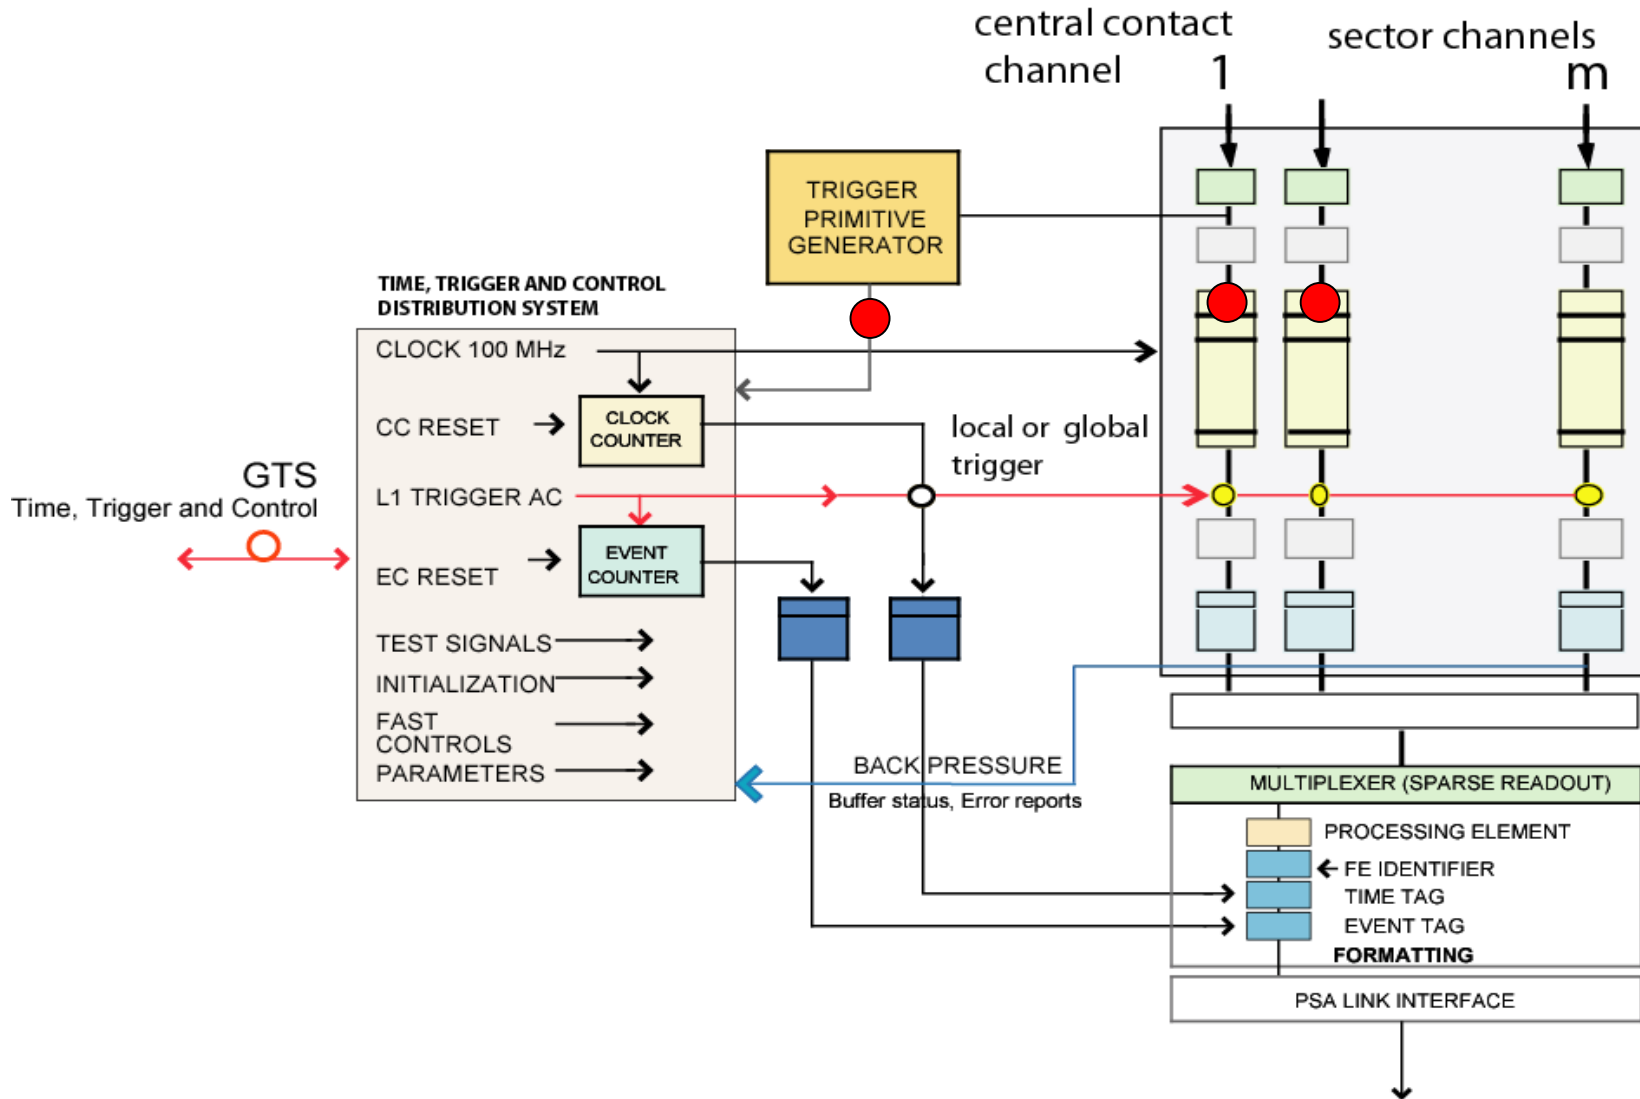 central contact
channel
1
sector channels
m
TRIGGER
PRIMITIVE
GENERATOR
TIME, TRIGGER AND CONTROL
DISTRIBUTION SYSTEM
CLOCK 100 MHz
CC RESET
CLOCK
COUNTER
local or global
trigger
GTS
Time, Trigger and Control
L1 TRIGGER AC
EC RESET
EVENT
COUNTER
TEST SIGNALS
INITIALIZATION
FAST
CONTROLS
PARAMETERS
BACK PRESSURE
Buffer status, Error reports
MULTIPLEXER (SPARSE READOUT)
PROCESSING ELEMENT
FE IDENTIFIER
TIME TAG
EVENT TAG
FORMATTING
PSA LINK INTERFACE